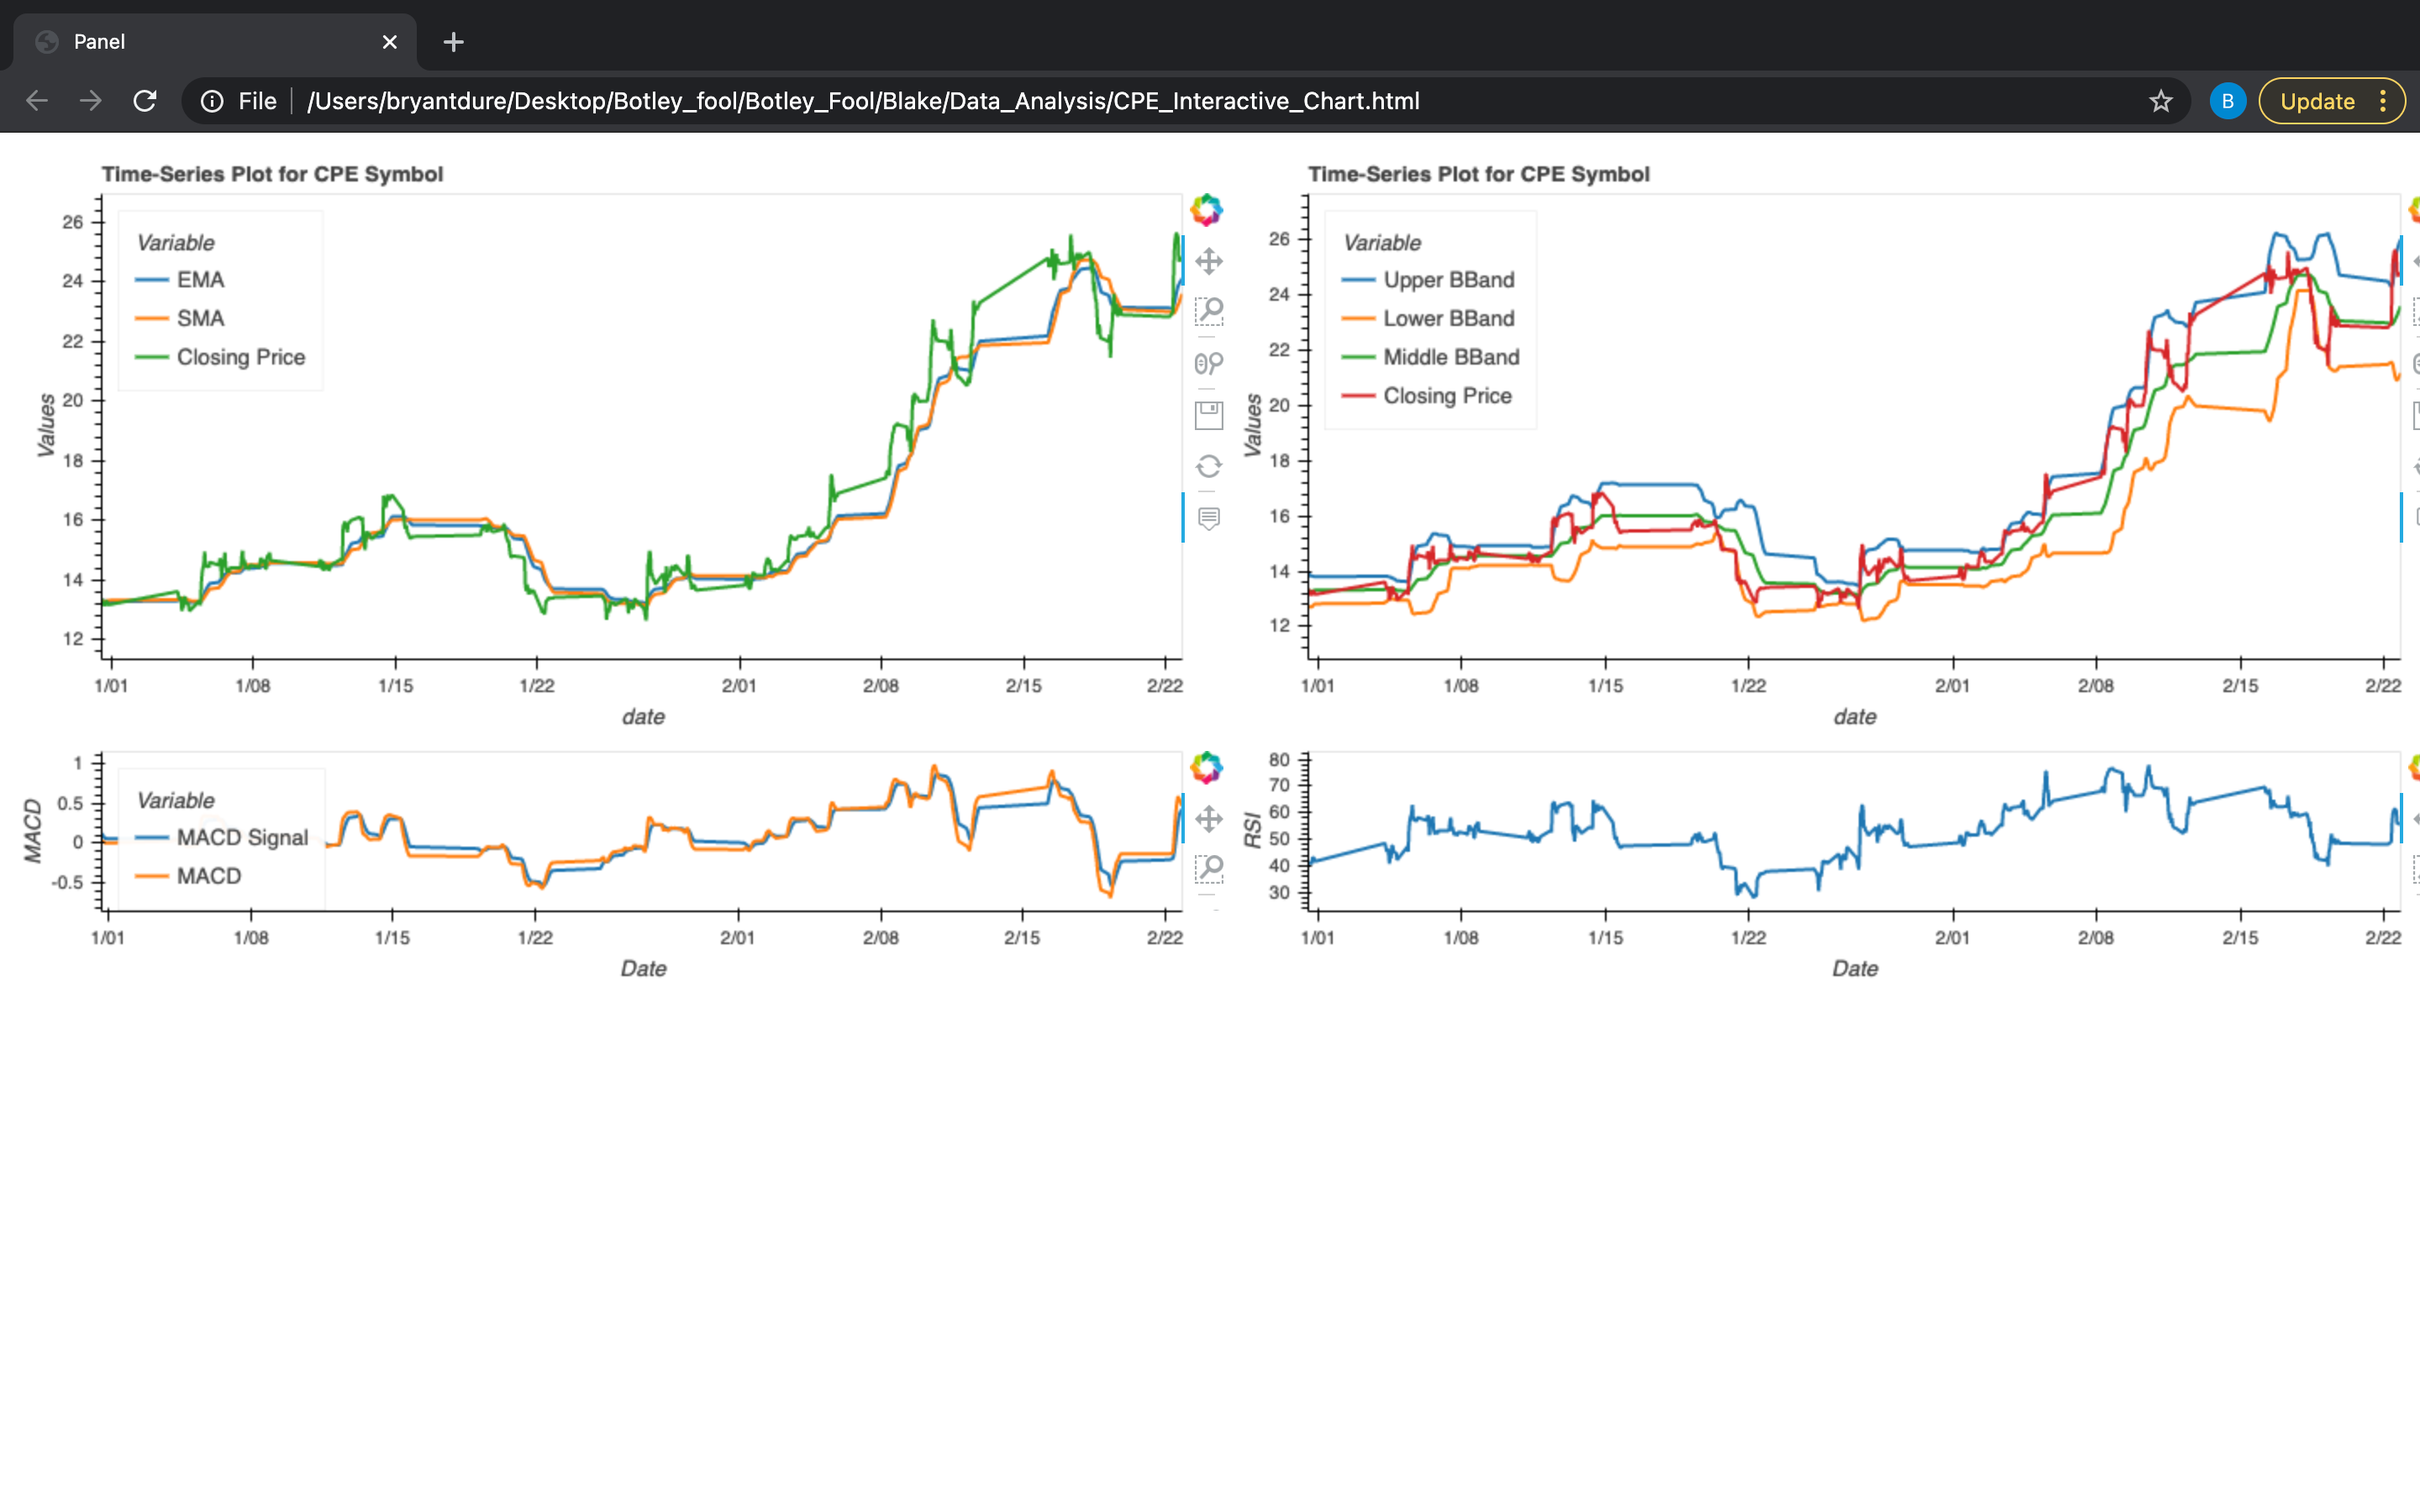 Panel
File /Users/bryantdure/Desktop/Botley_fool/Botley_Fool/Blake/Data_Analysis/CPE_Interactive_Chart.html B Update
Time-Series Plot for CPE Symbol
Variable
EMA
SMA
Closing Price
Values
26
24
22
20
18
16
14
12
1/01 1/08 1/15 1/22 2/01 2/08 2/15 2/22
date
Time-Series Plot for CPE Symbol
Variable
Upper BBand
Lower BBand
Middle BBand
Closing Price
Values
26
24
22
20
18
16
14
12
1/01 1/08 1/15 1/22 2/01 2/08 2/15 2/22
date
Variable
MACD Signal
MACD
MACD
1
0.5
0
-0.5
1/01 1/08 1/15 1/22 2/01 2/08 2/15 2/22
Date
RSI
80
70
60
50
40
30
1/01 1/08 1/15 1/22 2/01 2/08 2/15 2/22
Date